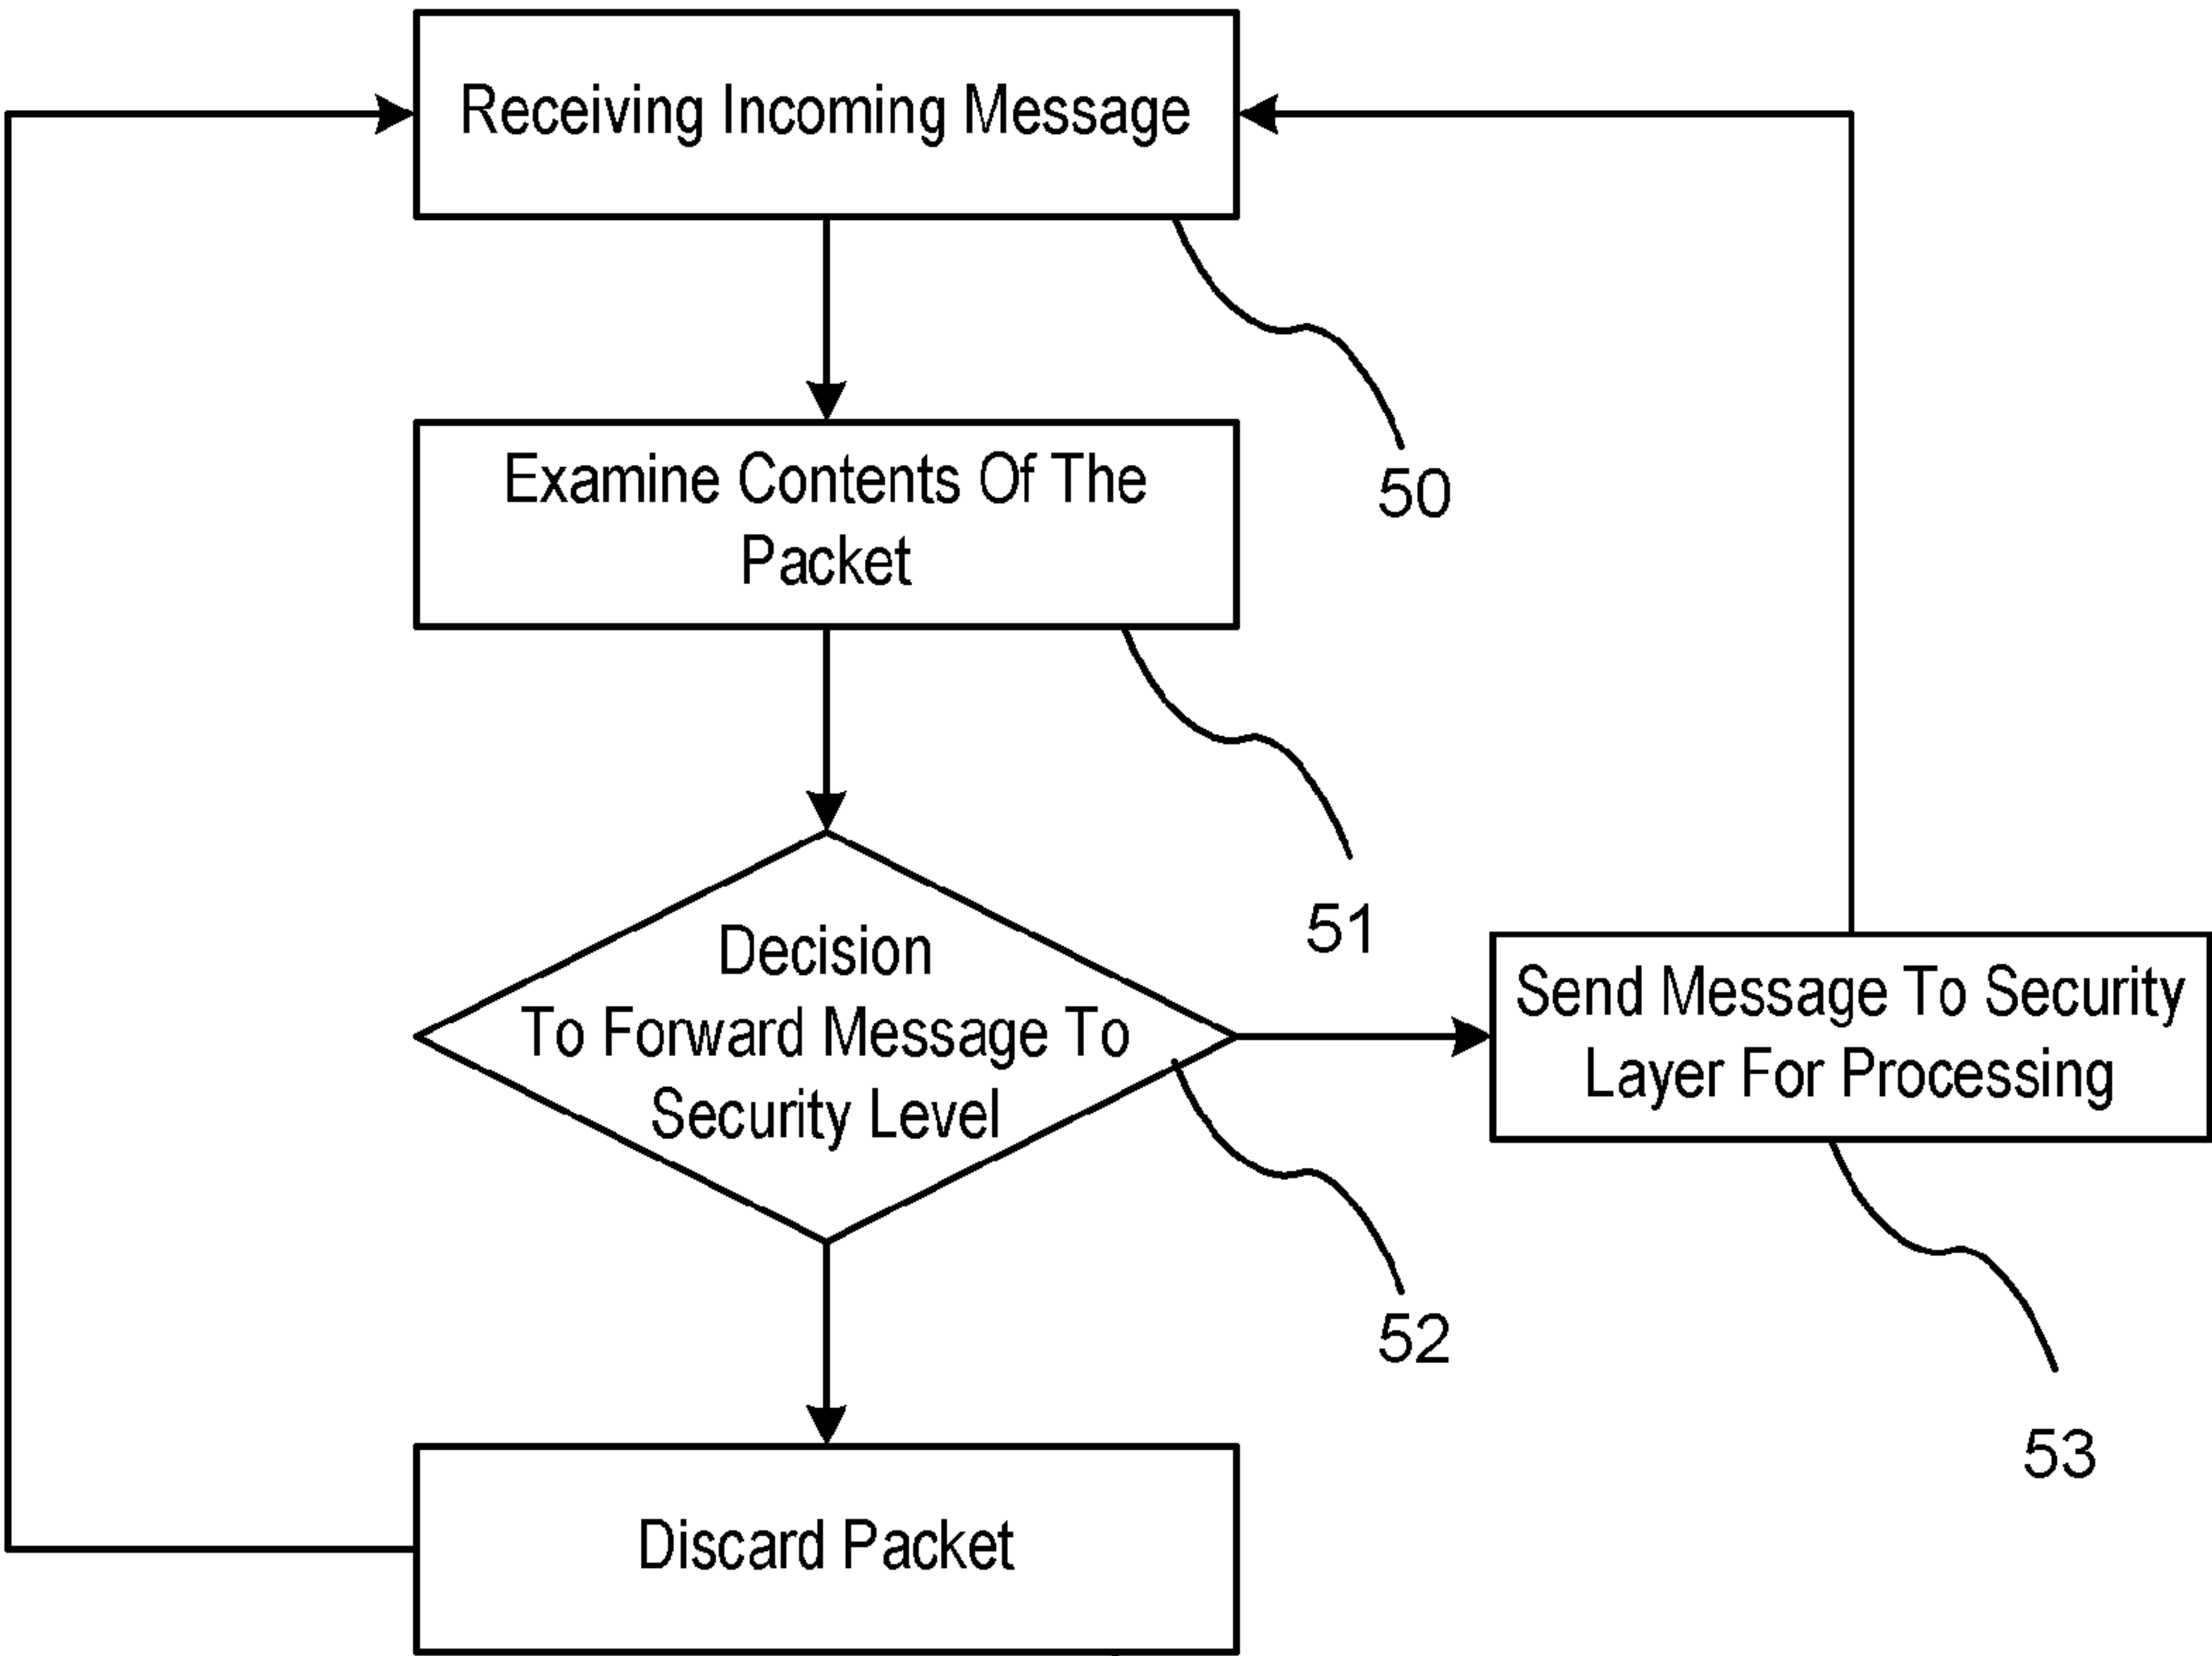 Receiving Incoming Message
Examine Contents Of The
Packet
50
Decision
To Forward Message To
Security Level
51
Send Message To Security
Layer For Processing
52
53
Discard Packet